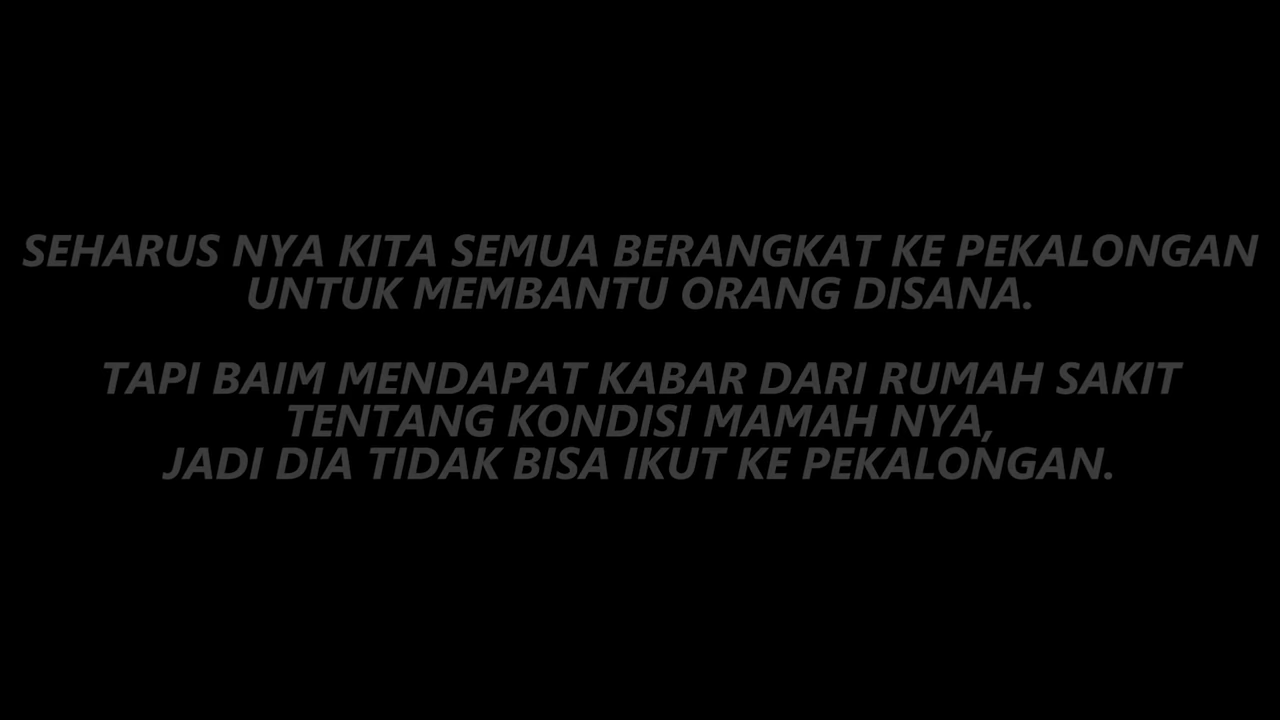 SEHARUS NYA KITA SEMUA BERANGKAT KE PEKALONGAN
UNTUK MEMBANTU ORANG DISANA.
TAPI BAIM MENDAPAT KABAR DARI RUMAH SAKIT
TENTANG KONDISI MAMAH NYA,
JADI DIA TIDAK BISA IKUT KE PEKALONGAN.